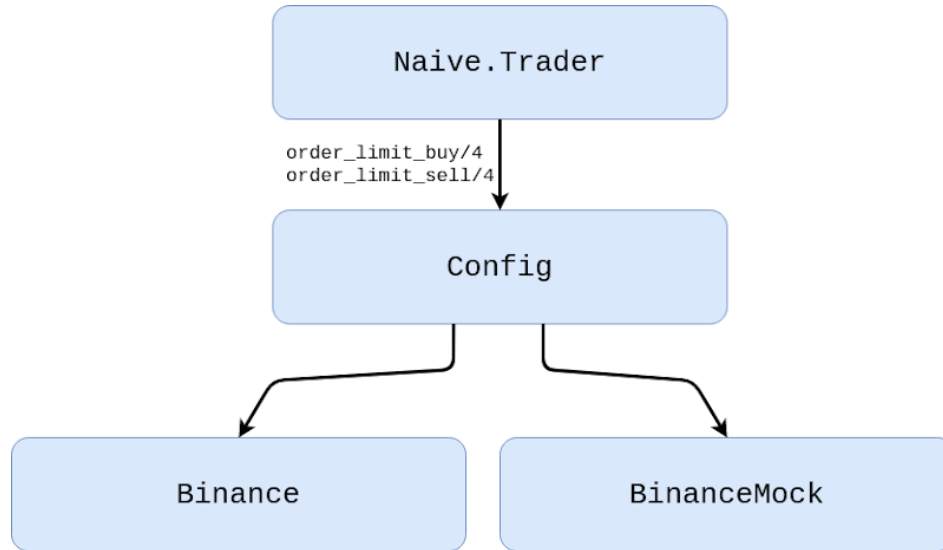 Naive.Trader
order_limit_buy/4
order_limit_sell/4
Config
Binance
BinanceMock